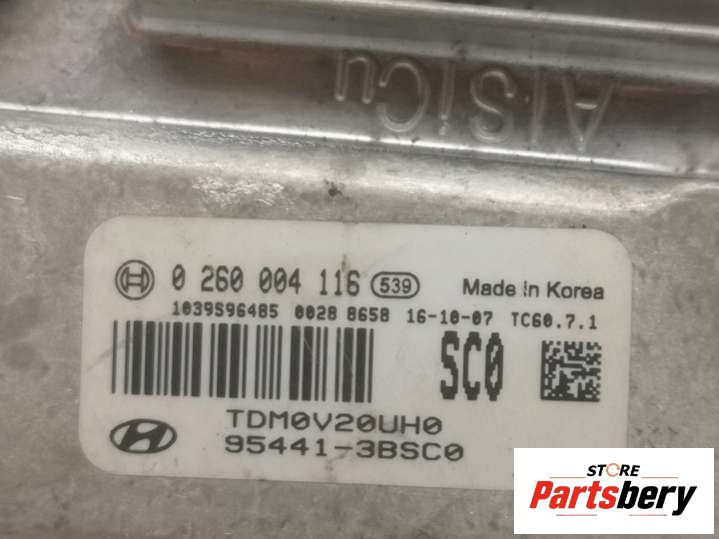 AlSiCu
0 260 004 116 539 Made in Korea
1039S96485 0028 8658 16-10-07 TC60.7.1
SC0
TDM0V20UH0
95441-3BSC0
STORE
Partsbery